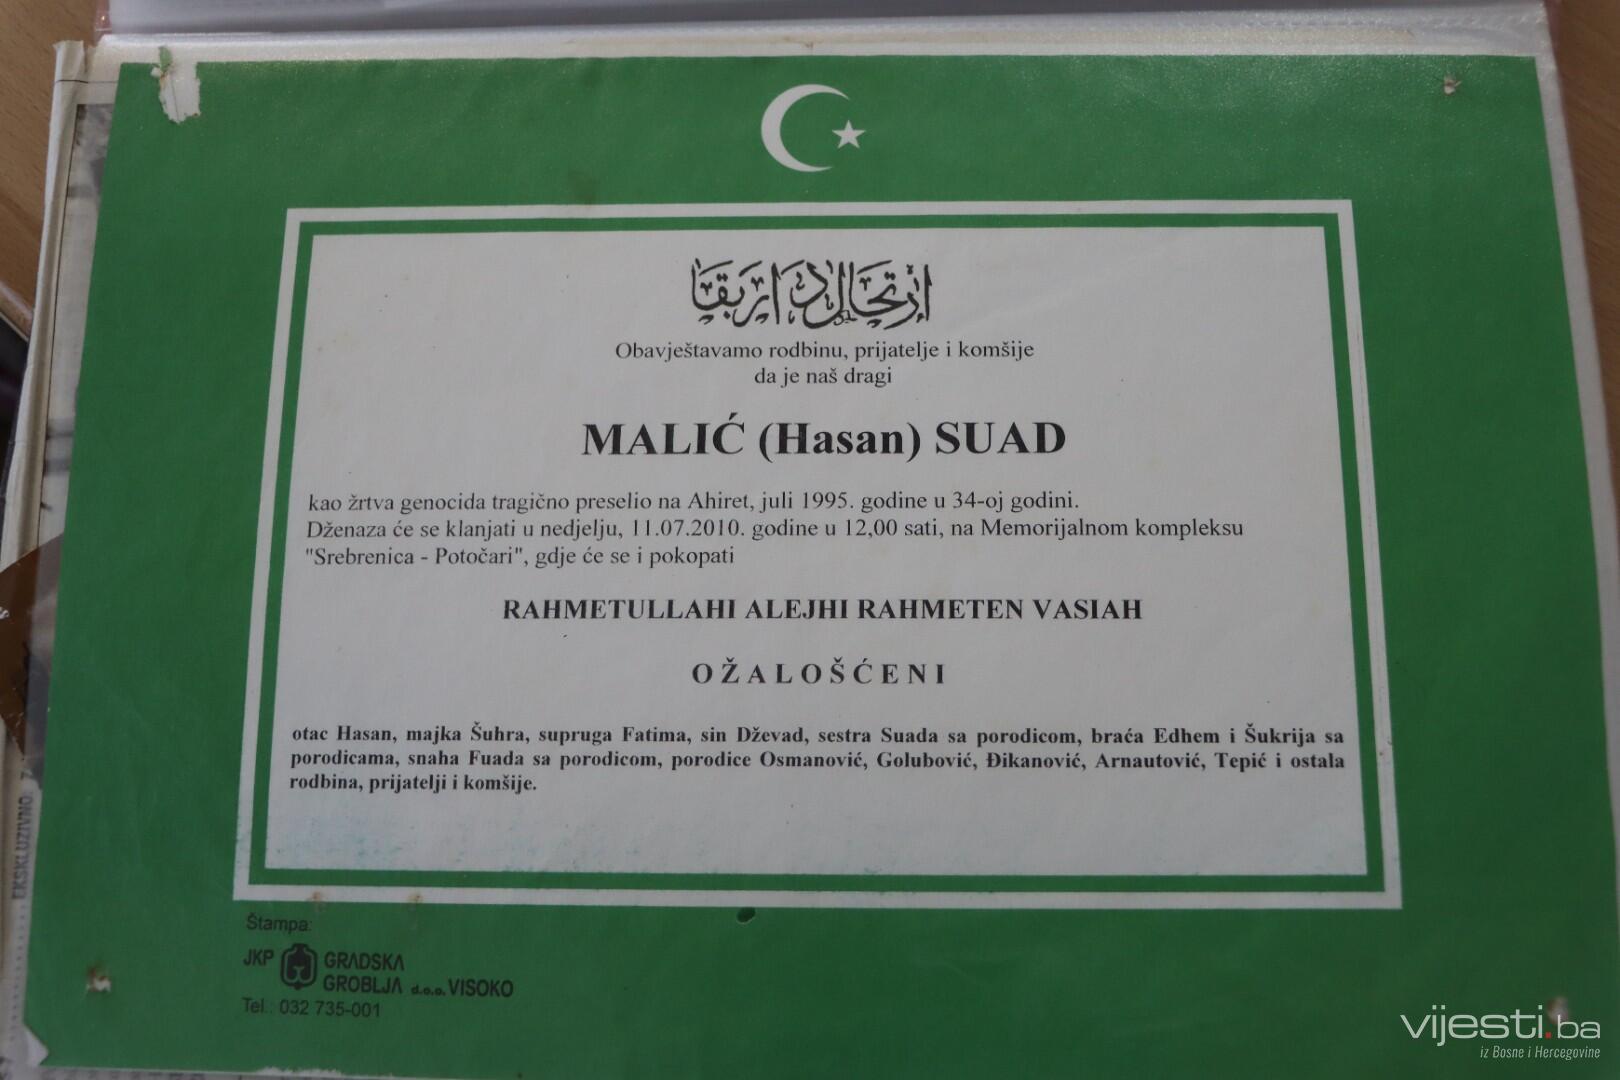 ارتحال دار بقا
Obavještavamo rodbinu, prijatelje i komšije
da je naš dragi
MALIĆ (Hasan) SUAD
kao žrtva genocida tragično preselio na Ahiret, juli 1995. godine u 34-oj godini.
Dženaza će se klanjati u nedjelju, 11.07.2010. godine u 12,00 sati, na Memorijalnom kompleksu
"Srebrenica - Potočari", gdje će se i pokopati
RAHMETULLAHI ALEJHI RAHMETEN VASIAH
OŽALOŠĆENI
otac Hasan, majka Šuhra, supruga Fatima, sin Dževad, sestra Suada sa porodicom, braća Edhem i Šukrija sa
porodicama, snaha Fuada sa porodicom, porodice Osmanović, Golubović, Đikanović, Arnautović, Tepić i ostala
rodbina, prijatelji i komšije.
Štampa:
JKP GRADSKA
GROBLJA d.o.o. VISOKO
Tel.: 032 735-001
EKSKLUZIVNO:
vijesti.ba
iz Bosne i Hercegovine